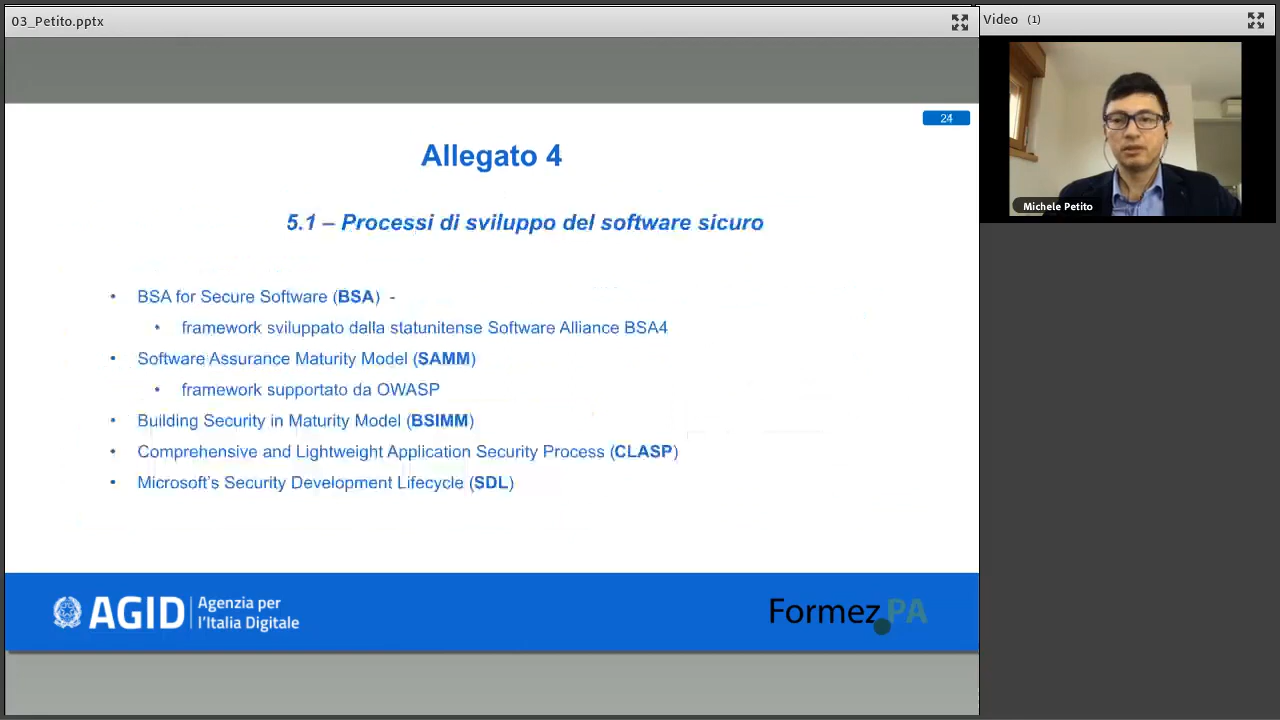 03_Petito.pptx
Video (1)
24
Allegato 4
5.1 – Processi di sviluppo del software sicuro
• BSA for Secure Software (BSA) -
• framework sviluppato dalla statunitense Software Alliance BSA4
• Software Assurance Maturity Model (SAMM)
• framework supportato da OWASP
• Building Security in Maturity Model (BSIMM)
• Comprehensive and Lightweight Application Security Process (CLASP)
• Microsoft's Security Development Lifecycle (SDL)
Michele Petito
AGID Agenzia per
l'Italia Digitale
Formez.PA